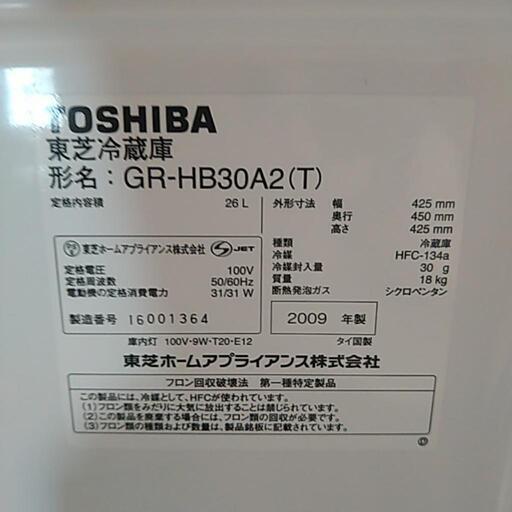 TOSHIBA
東芝冷蔵庫
形名：GR-HB30A2(T)
定格内容積 26 L
外形寸法 幅 425 mm
奥行 450 mm
高さ 425 mm
種類 冷蔵庫
冷媒 HFC-134a
冷媒封入量 30 g
質量 18 kg
断熱発泡ガス シクロペンタン
東芝ホームアプライアンス株式会社 JET
定格電圧 100V
定格周波数 50/60Hz
電動機の定格消費電力 31/31 W
製造番号 16001364
2009 年製
庫内灯 100V・9W・T20・E12
タイ国製
東芝ホームアプライアンス株式会社
フロン回収破壊法 第一種特定製品
この製品には、冷媒として、HFCが使われています。
(1)フロン類をみだりに大気に放出することは禁じられています。
(2)この製品を廃棄する場合には、フロン類の回収が必要です。
(3)フロン類の種類および数量は、製品銘板に記載されています。